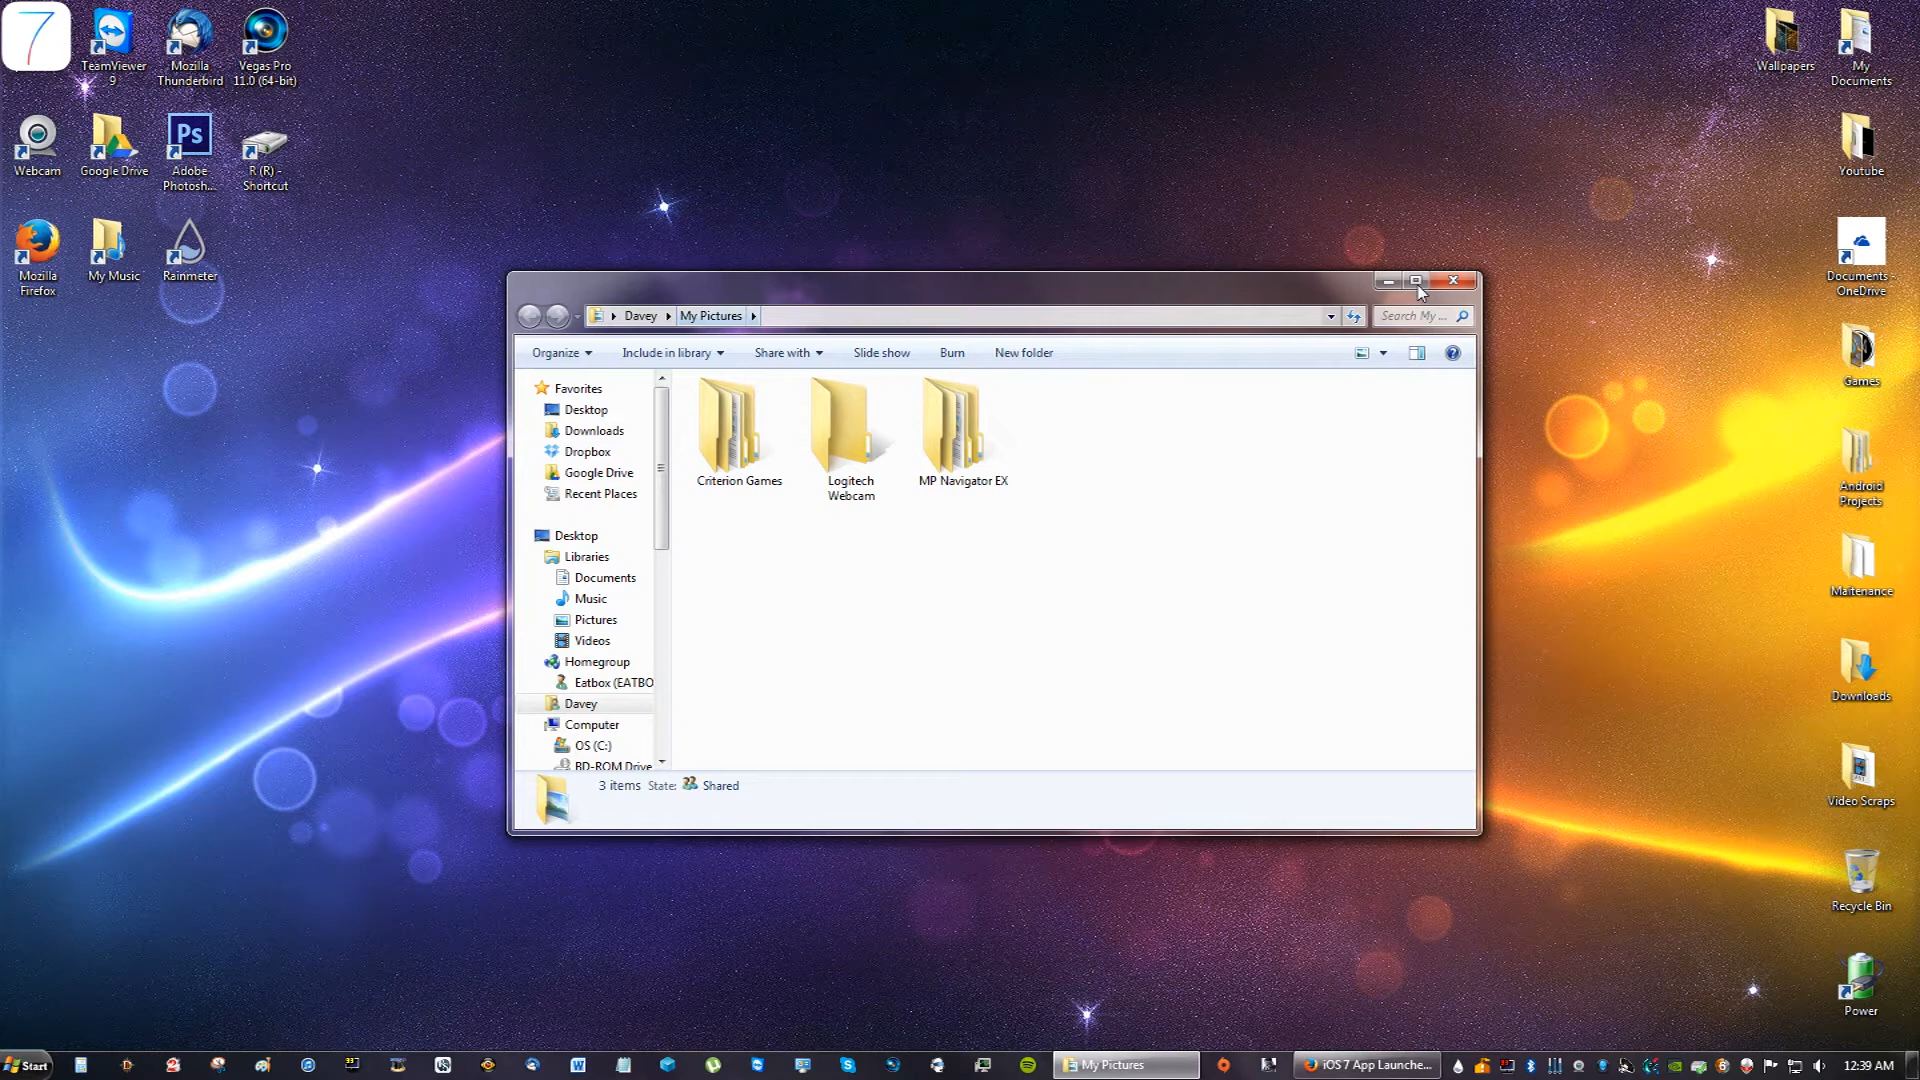 7
TeamViewer
9
Mozilla
Thunderbird
Vegas Pro
11.0 (64-bit)
Webcam
Google Drive
Ps
Adobe
Photosh...
R (R) -
Shortcut
Mozilla
Firefox
My Music
Rainmeter
Wallpapers
My
Documents
Youtube
Documents -
OneDrive
Games
Android
Projects
Maitenance
Downloads
Video Scraps
Recycle Bin
Power
Davey
My Pictures
Search My ...
Organize
Include in library
Share with
Slide show
Burn
New folder
Favorites
Desktop
Downloads
Dropbox
Google Drive
Recent Places
Desktop
Libraries
Documents
Music
Pictures
Videos
Homegroup
Eatbox (EATBO
Davey
Computer
OS (C:)
BD-ROM Drive
Criterion Games
Logitech
Webcam
MP Navigator EX
3 items State: Shared
Start
My Pictures
iOS 7 App Launche...
12:39 AM